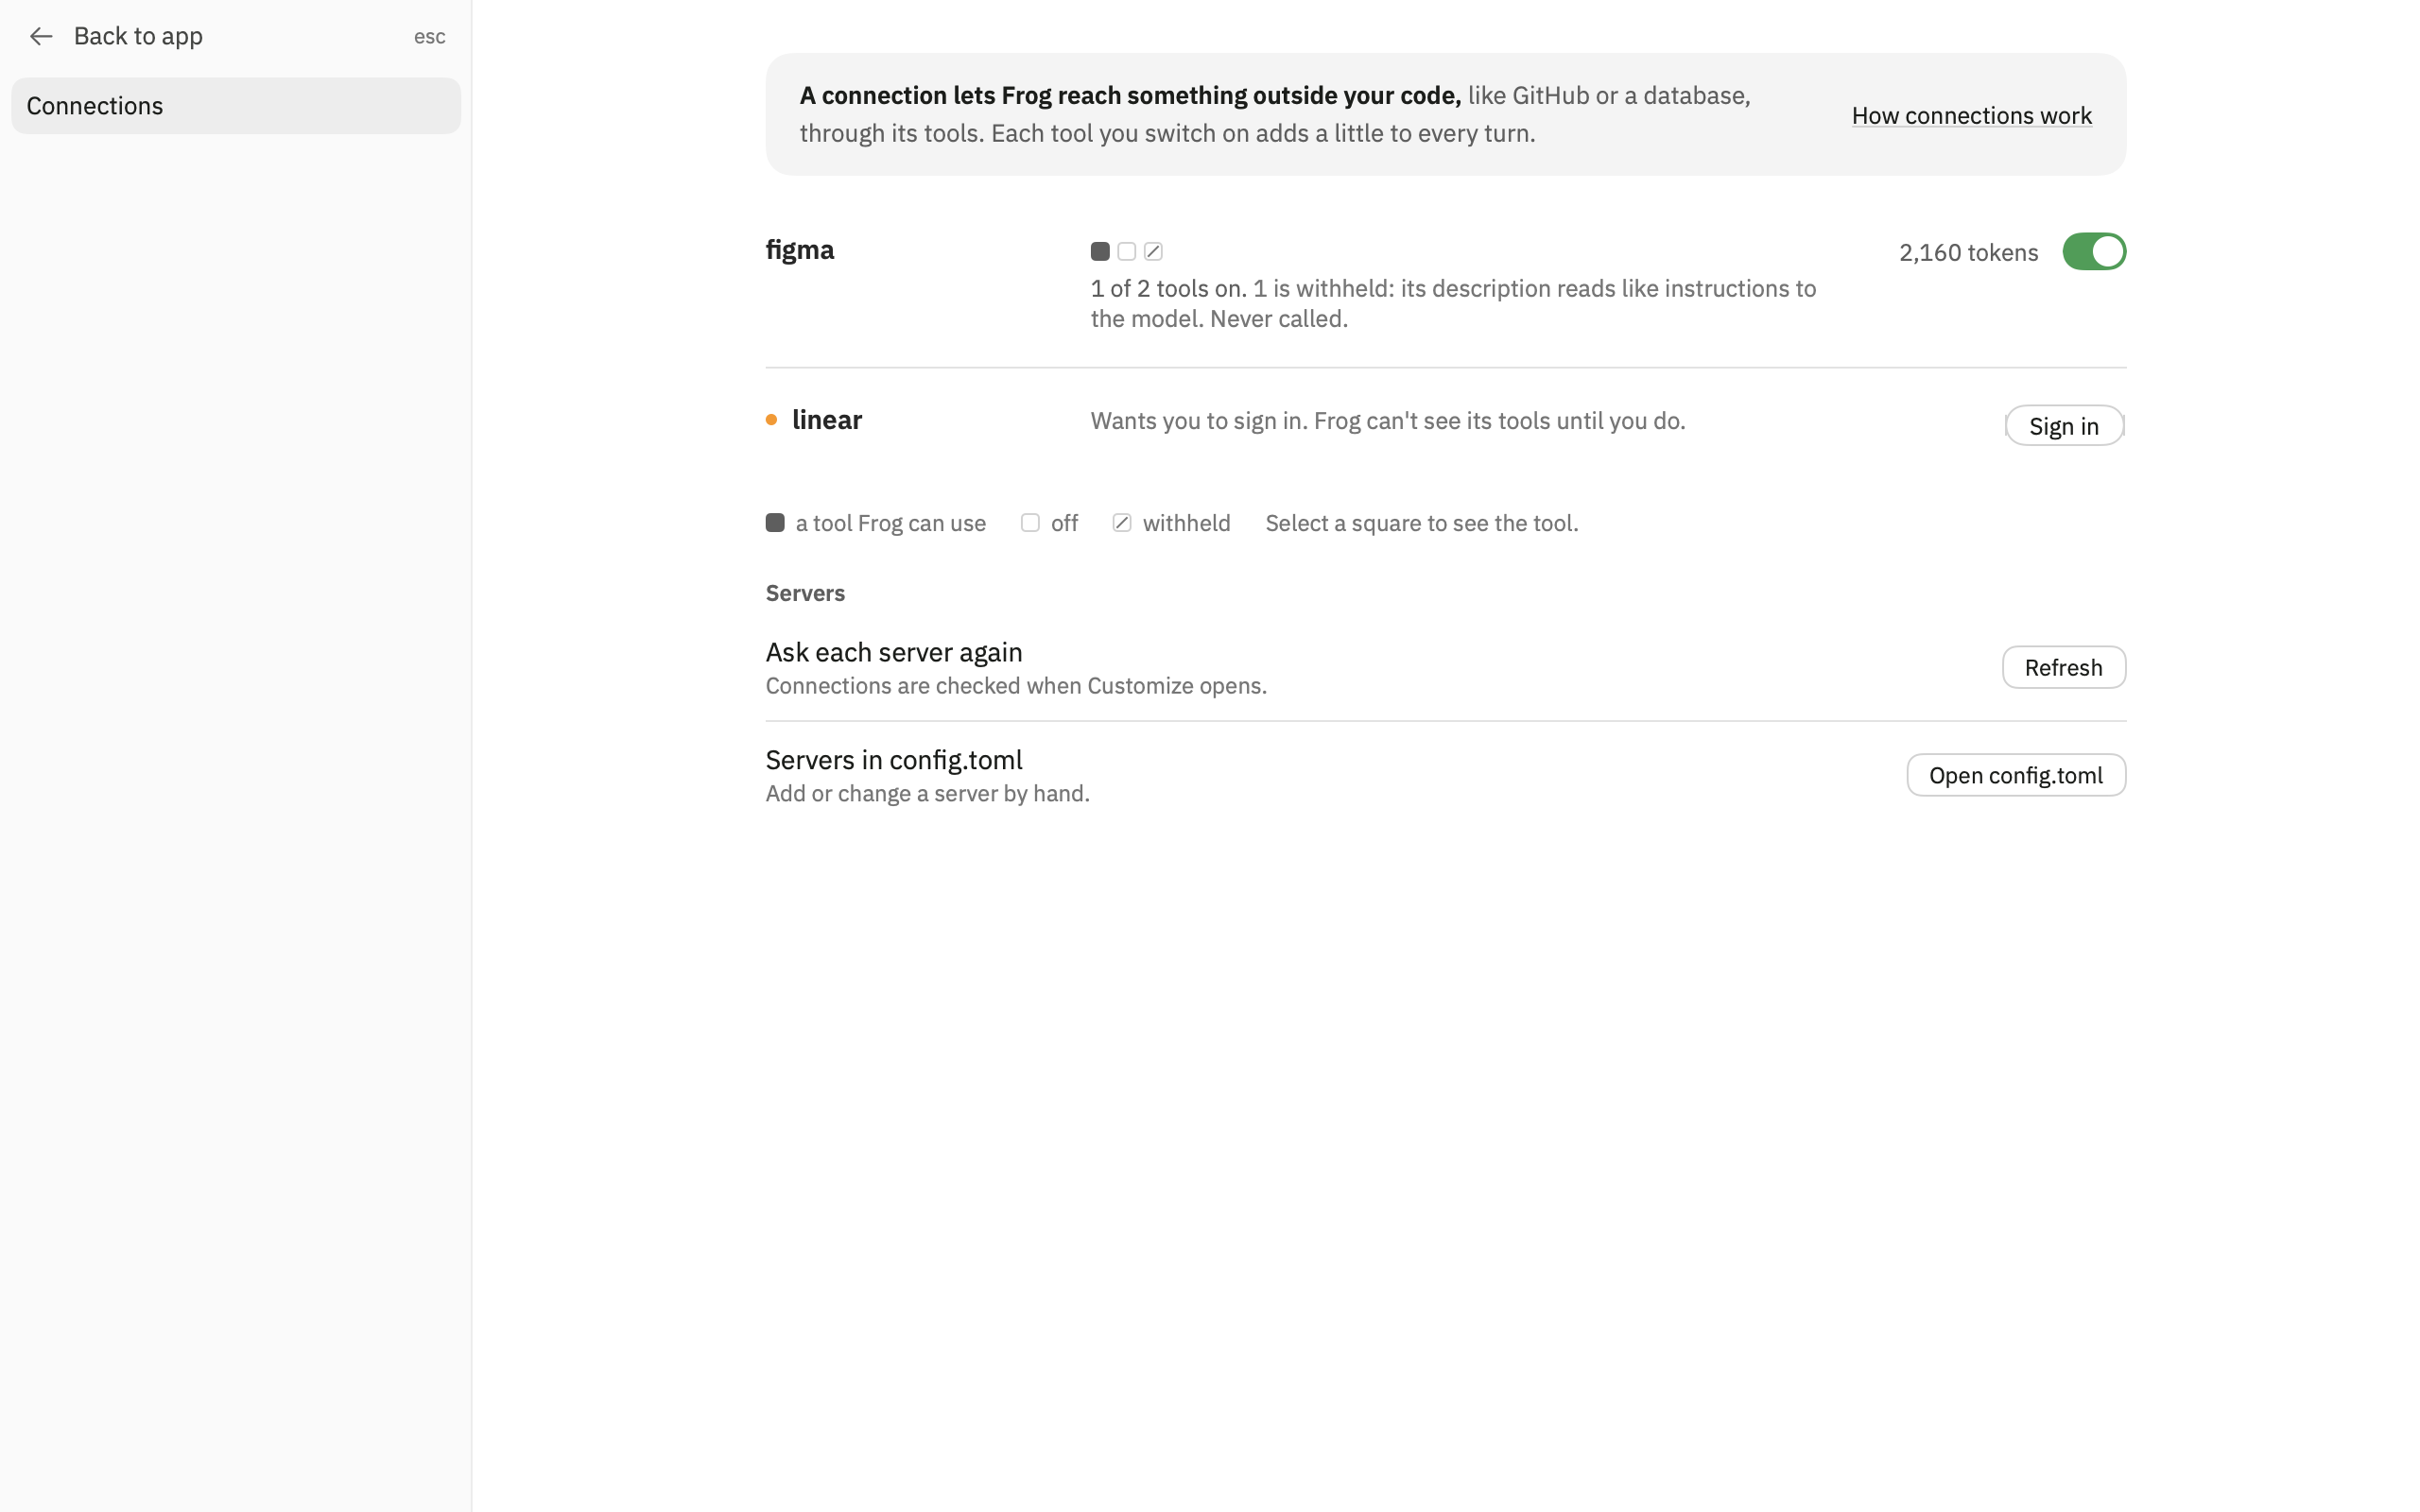 Back to app esc
Connections
A connection lets Frog reach something outside your code, like GitHub or a database,
through its tools. Each tool you switch on adds a little to every turn.
How connections work
figma
2,160 tokens
1 of 2 tools on. 1 is withheld: its description reads like instructions to
the model. Never called.
linear
Wants you to sign in. Frog can't see its tools until you do.
Sign in
a tool Frog can use off withheld Select a square to see the tool.
Servers
Ask each server again
Connections are checked when Customize opens.
Refresh
Servers in config.toml
Add or change a server by hand.
Open config.toml